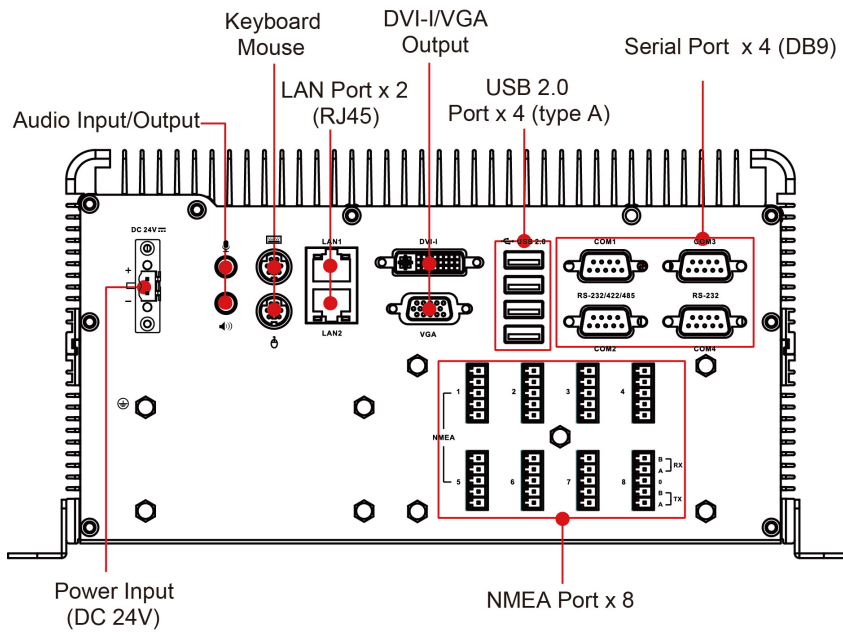 Keyboard
Mouse
DVI-I/VGA
Output
Serial Port x 4 (DB9)
LAN Port x 2
(RJ45)
USB 2.0
Port x 4 (type A)
Audio Input/Output
DC 24V
LAN1
DVI-I
USB 2.0
COM1
COM3
+
−
RS-232/422/485
RS-232
LAN2
VGA
COM2
COM4
1
2
3
4
NMEA
5
6
7
8
B
A
RX
0
B
A
TX
Power Input
(DC 24V)
NMEA Port x 8